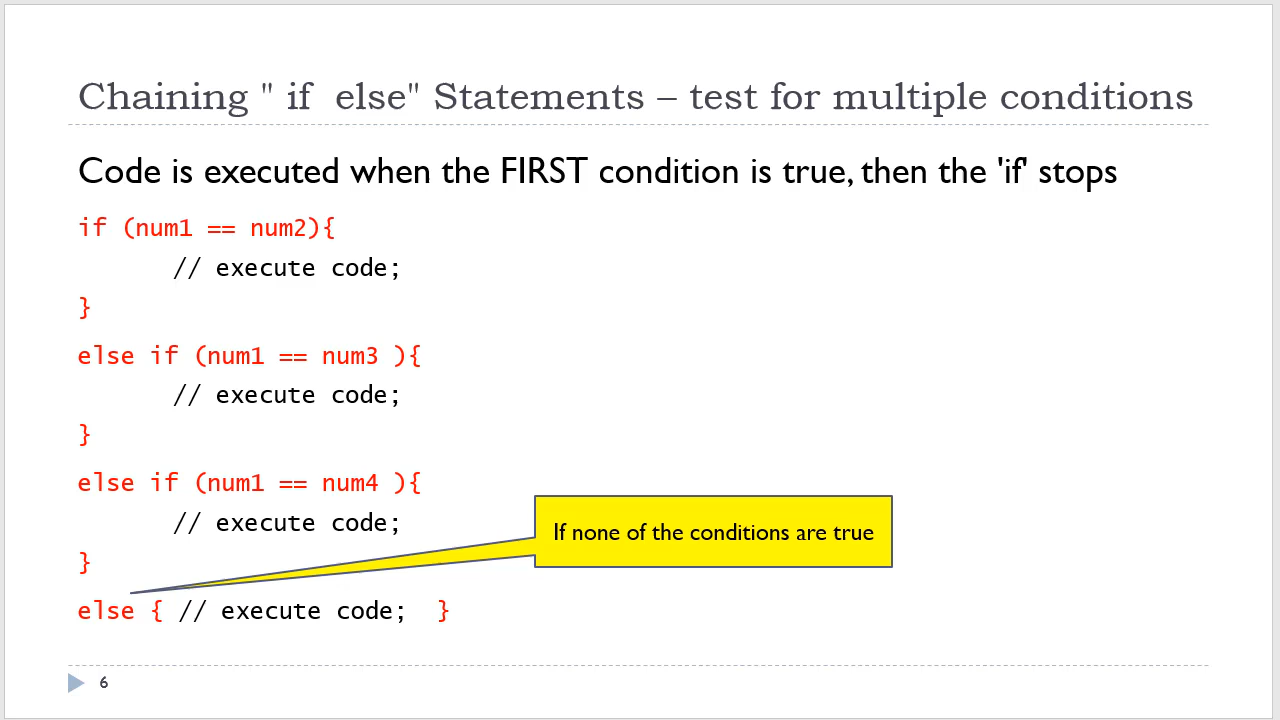 Chaining " if  else" Statements – test for multiple conditions
Code is executed when the FIRST condition is true, then the 'if' stops
if (num1 == num2){
// execute code;
}
else if (num1 == num3 ){
// execute code;
}
else if (num1 == num4 ){
// execute code;
}
If none of the conditions are true
else { // execute code;  }
6